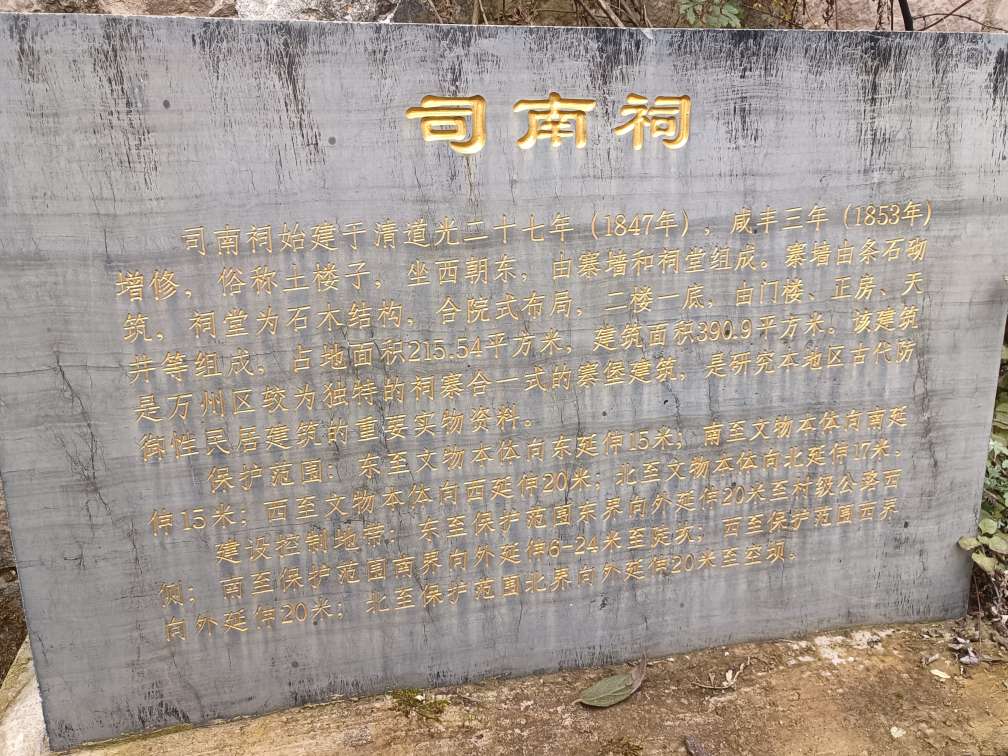 司南祠
司南祠始建于清道光二十七年（1847年），咸丰三年（1853年）
增修，俗称土楼子，坐西朝东，由寨墙和祠堂组成。寨墙由条石砌
筑，祠堂为石木结构，合院式布局，二楼一底，由门楼、正房、天
井等组成，占地面积215.54平方米，建筑面积390.9平方米。该建筑
是万州区较为独特的祠寨合一式的寨堡建筑，是研究本地区古代防
御性民居建筑的重要实物资料。
保护范围：东至文物本体向东延伸15米；南至文物本体向南延
伸15米；西至文物本体向西延伸20米；北至文物本体向北延伸17米。
建设控制地带：东至保护范围东界向外延伸20米至村级公路西
侧；南至保护范围南界向外延伸6-24米至陡坎；西至保护范围西界
向外延伸20米；北至保护范围北界向外延伸20米至空坝。